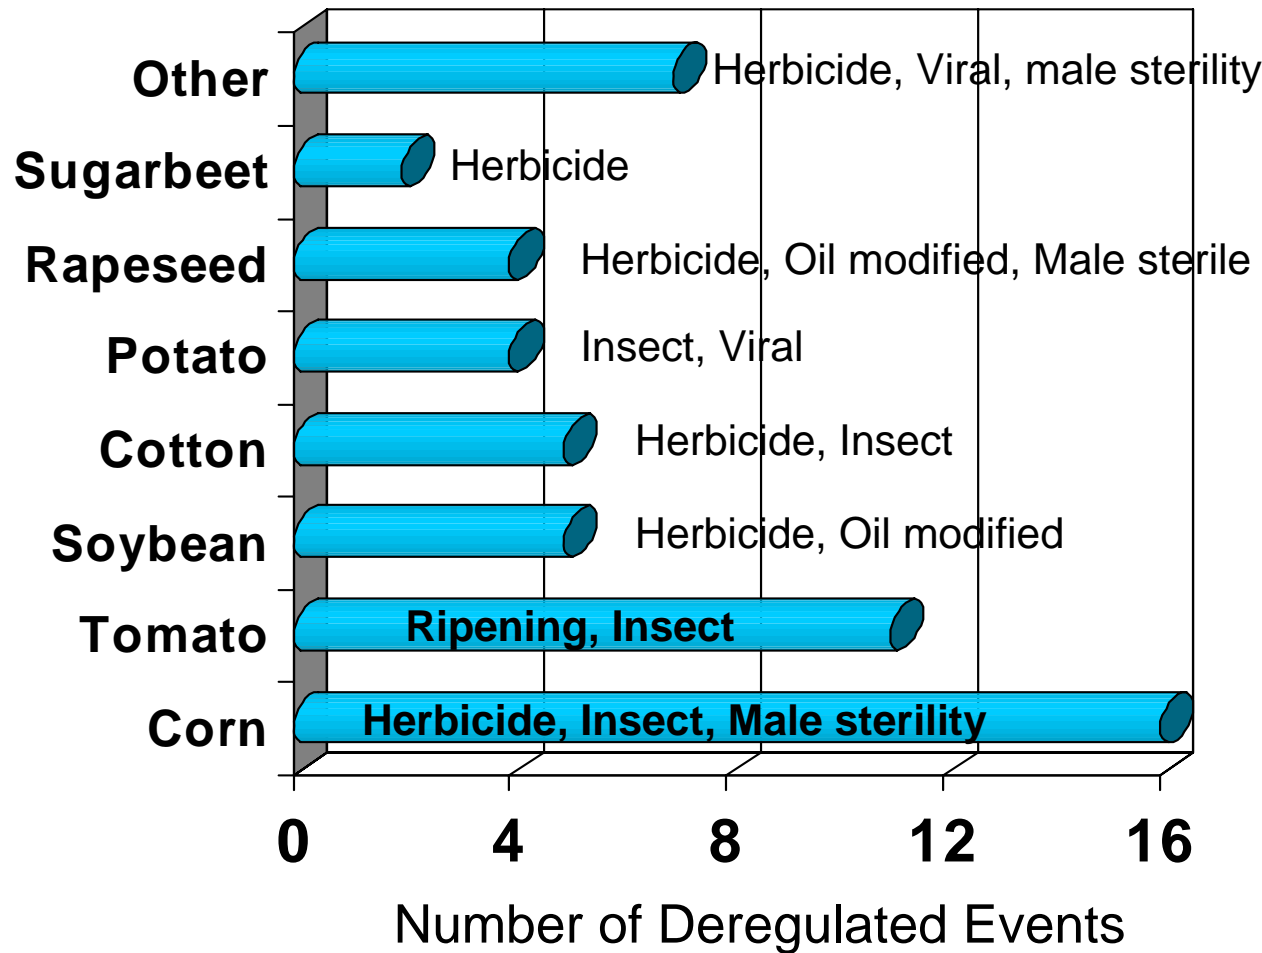 Other Herbicide, Viral, male sterility
Sugarbeet Herbicide
Rapeseed Herbicide, Oil modified, Male sterile
Potato Insect, Viral
Cotton Herbicide, Insect
Soybean Herbicide, Oil modified
Tomato Ripening, Insect
Corn Herbicide, Insect, Male sterility
0 4 8 12 16
Number of Deregulated Events